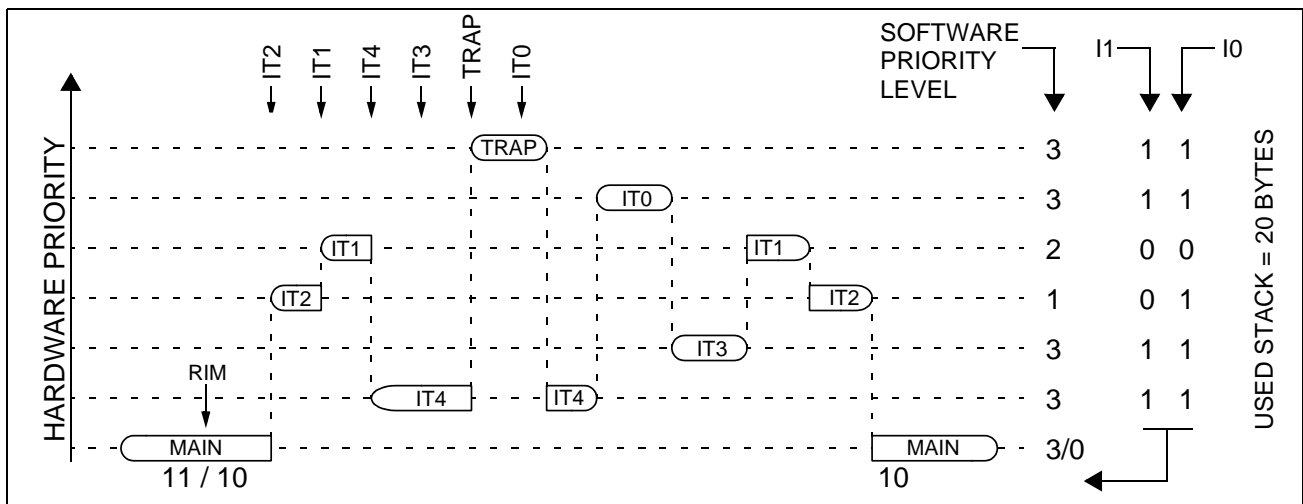 IT2
IT1
IT4
IT3
TRAP
IT0
SOFTWARE
PRIORITY
LEVEL
I1
I0
HARDWARE PRIORITY
USED STACK = 20 BYTES
TRAP
3
1 1
IT0
3
1 1
IT1
IT1
2
0 0
IT2
IT2
1
0 1
IT3
3
1 1
RIM
IT4
IT4
3
1 1
MAIN
MAIN
3/0
11 / 10
10